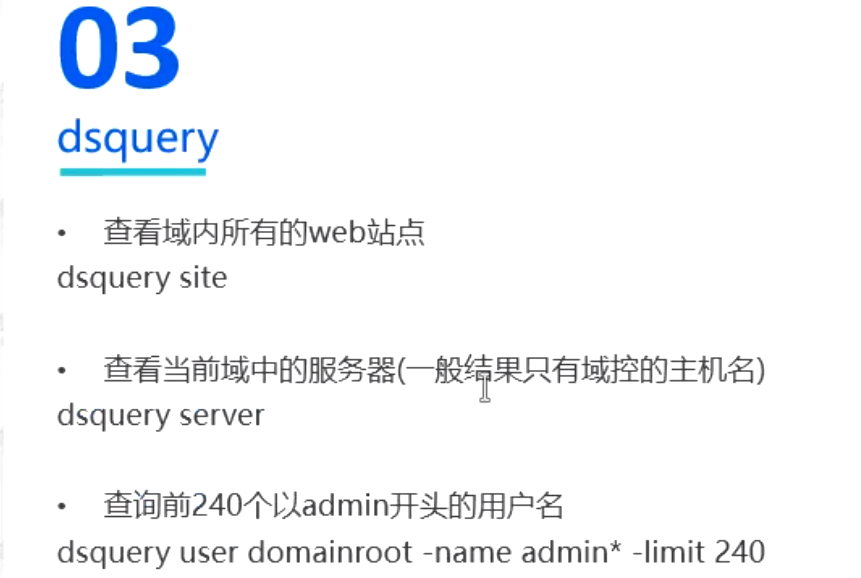 03
dsquery
• 查看域内所有的web站点
dsquery site
• 查看当前域中的服务器(一般结果只有域控的主机名)
dsquery server
• 查询前240个以admin开头的用户名
dsquery user domainroot -name admin* -limit 240